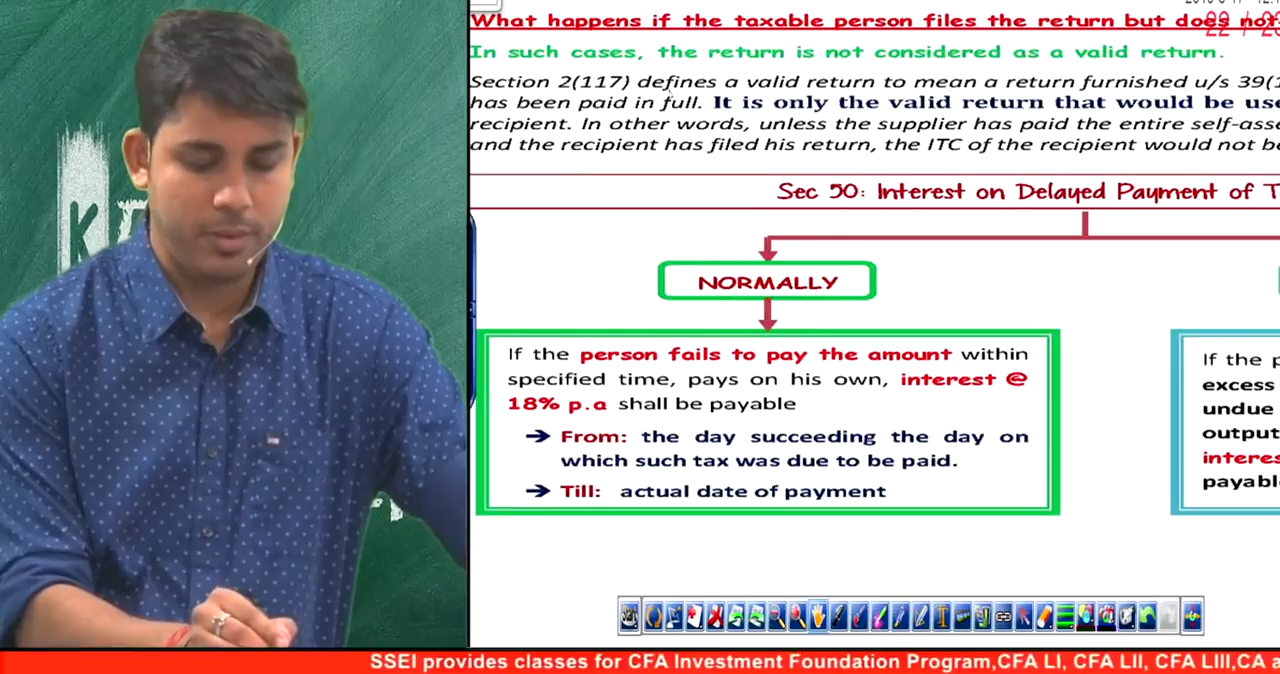 What happens if the taxable person files the return but does not
22 / 23
In such cases, the return is not considered as a valid return.
Section 2(117) defines a valid return to mean a return furnished u/s 39(1
has been paid in full. It is only the valid return that would be use
recipient. In other words, unless the supplier has paid the entire self-asse
and the recipient has filed his return, the ITC of the recipient would not be
Sec 50: Interest on Delayed Payment of T
NORMALLY
If the person fails to pay the amount within
specified time, pays on his own, interest @
18% p.a shall be payable
→ From: the day succeeding the day on
which such tax was due to be paid.
→ Till: actual date of payment
If the p
excess
undue
output
interes
payabl
SSEI provides classes for CFA Investment Foundation Program,CFA LI, CFA LII, CFA LIII,CA a